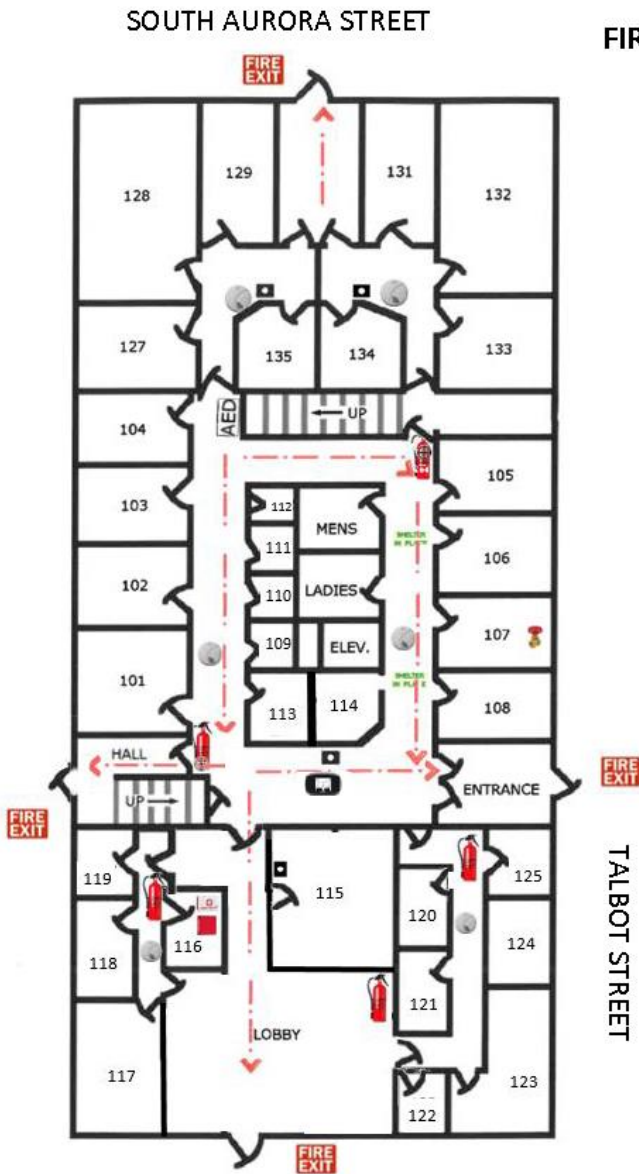 SOUTH AURORA STREET
FIR
FIRE
EXIT
129
131
128
132
127
135
134
133
AED
UP
104
105
103
112
MENS
SHELTER
IN PLACE
111
106
102
110
LADIES
109
ELEV.
107
101
SHELTER
IN PLACE
113
114
108
HALL
ENTRANCE
FIRE
EXIT
UP
FIRE
EXIT
119
115
125
120
116
124
118
121
TALBOT STREET
LOBBY
117
123
122
FIRE
EXIT